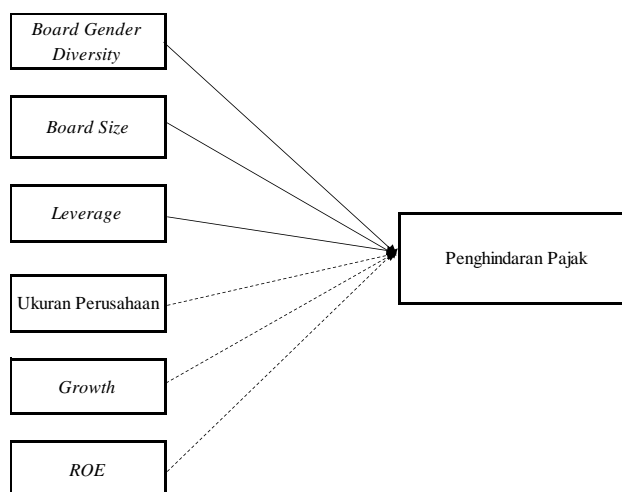 Board Gender
Diversity
Board Size
Leverage
Penghindaran Pajak
Ukuran Perusahaan
Growth
ROE